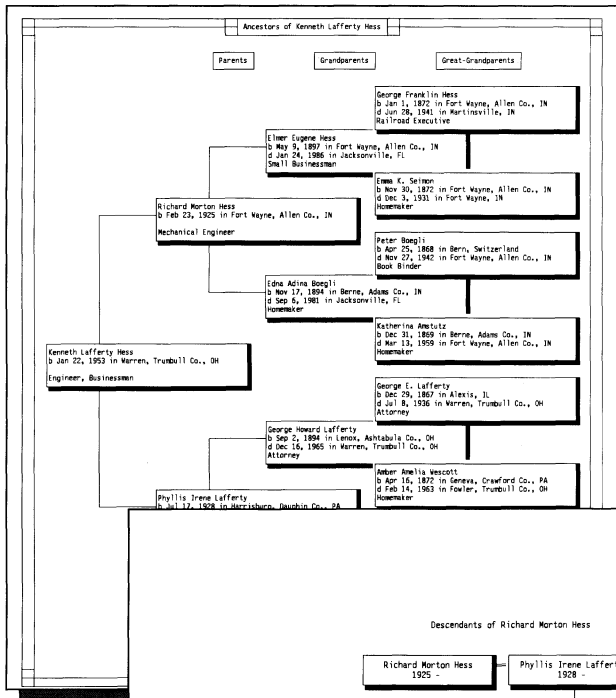 Ancestors of Kenneth Lafferty Hess
Parents
Grandparents
Great-Grandparents
George Franklin Hess
b Jan 1, 1872 in Fort Wayne, Allen Co., IN
d Jun 28, 1941 in Martinsville, IN
Railroad Executive
Elmer Eugene Hess
b May 9, 1897 in Fort Wayne, Allen Co., IN
d Jan 24, 1986 in Jacksonville, FL
Small Businessman
Emma K. Seimon
b Nov 30, 1872 in Fort Wayne, Allen Co., IN
d Dec 3, 1931 in Fort Wayne, IN
Homemaker
Richard Morton Hess
b Feb 23, 1925 in Fort Wayne, Allen Co., IN
Mechanical Engineer
Peter Boegli
b Apr 25, 1868 in Bern, Switzerland
d Nov 27, 1942 in Fort Wayne, Allen Co., IN
Book Binder
Edna Adina Boegli
b Nov 17, 1894 in Berne, Adams Co., IN
d Sep 6, 1981 in Jacksonville, FL
Homemaker
Katherina Amstutz
b Dec 31, 1869 in Berne, Adams Co., IN
d Mar 13, 1959 in Fort Wayne, Allen Co., IN
Homemaker
Kenneth Lafferty Hess
b Jan 22, 1953 in Warren, Trumbull Co., OH
Engineer, Businessman
George E. Lafferty
b Dec 29, 1867 in Alexis, IL
d Jul 8, 1936 in Warren, Trumbull Co., OH
Attorney
George Howard Lafferty
b Sep 2, 1894 in Lenox, Ashtabula Co., OH
d Dec 16, 1965 in Warren, Trumbull Co., OH
Attorney
Amber Amelia Wescott
b Apr 16, 1872 in Geneva, Crawford Co., PA
d Feb 14, 1963 in Fowler, Trumbull Co., OH
Homemaker
Phyllis Irene Lafferty
b Jul 17, 1928 in Harrisburg, Dauphin Co., PA
Descendants of Richard Morton Hess
Richard Morton Hess
1925 -
Phyllis Irene Laffert
1928 -